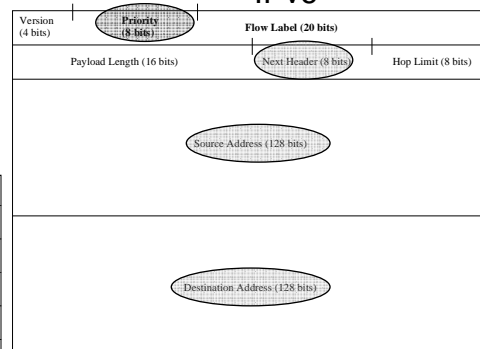 Version
(4 bits)
Priority
(8 bits)
Flow Label (20 bits)
Payload Length (16 bits)
Next Header (8 bits)
Hop Limit (8 bits)
Source Address (128 bits)
Destination Address (128 bits)